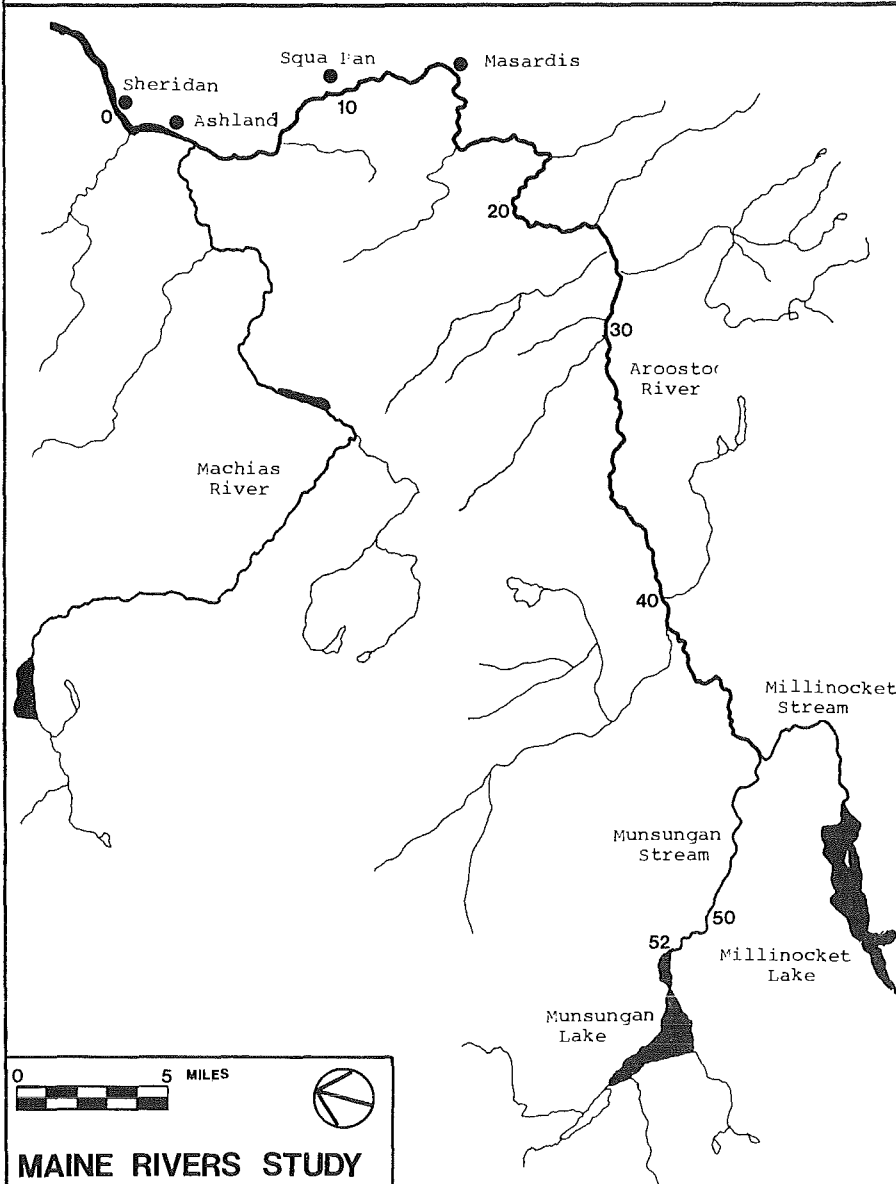 Squa Pan
Masardis
Sheridan
0
10
Ashland
20
30
Aroostoo
River
Machias
River
40
Millinocket
Stream
Munsungan
Stream
50
52
Millinocket
Lake
Munsungan
Lake
0 5 MILES
MAINE RIVERS STUDY